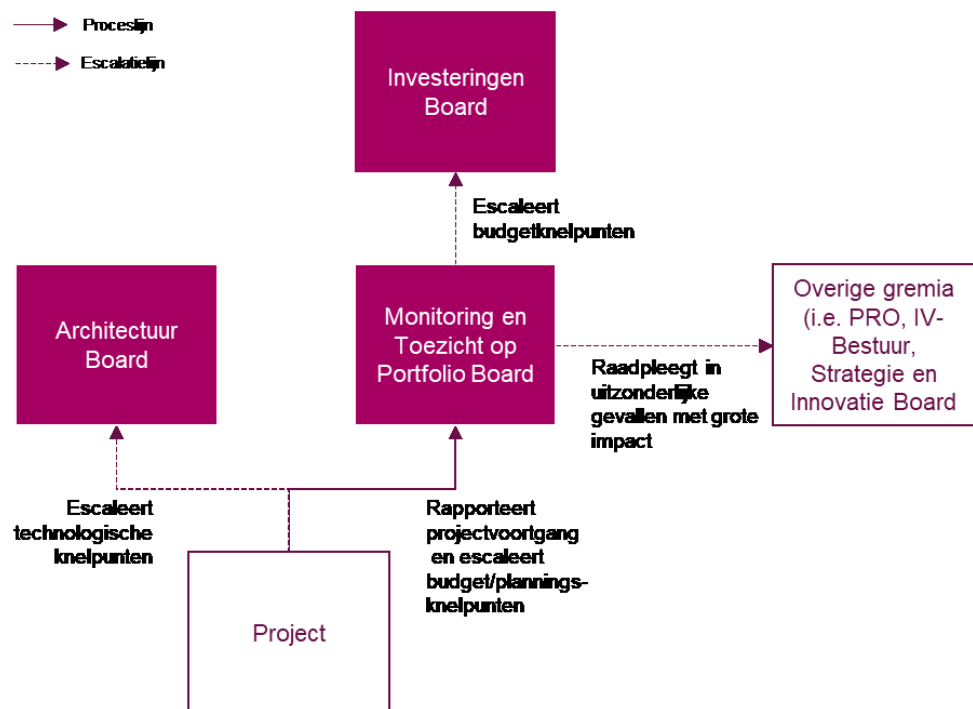 Proceslijn
Escalatielijn
Investeringen
Board
Escaleert
budgetknelpunten
Architectuur
Board
Monitoring en
Toezicht op
Portfolio Board
Raadpleegt in
uitzonderlijke
gevallen met grote
impact
Overige gremia
(i.e. PRO, IV-
Bestuur,
Strategie en
Innovatie Board
Escaleert
technologische
knelpunten
Rapporteert
projectvoortgang
en escaleert
budget/plannings-
knelpunten
Project